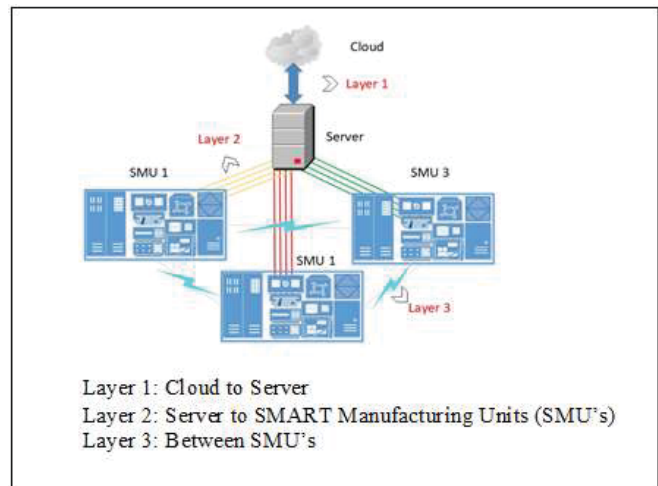 Cloud
Layer 1
Server
Layer 2
SMU 1
SMU 3
SMU 1
Layer 3
Layer 1: Cloud to Server
Layer 2: Server to SMART Manufacturing Units (SMU's)
Layer 3: Between SMU's